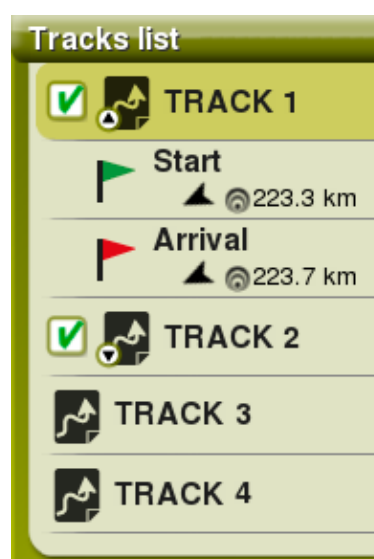 Tracks list
TRACK 1
Start
223.3 km
Arrival
223.7 km
TRACK 2
TRACK 3
TRACK 4